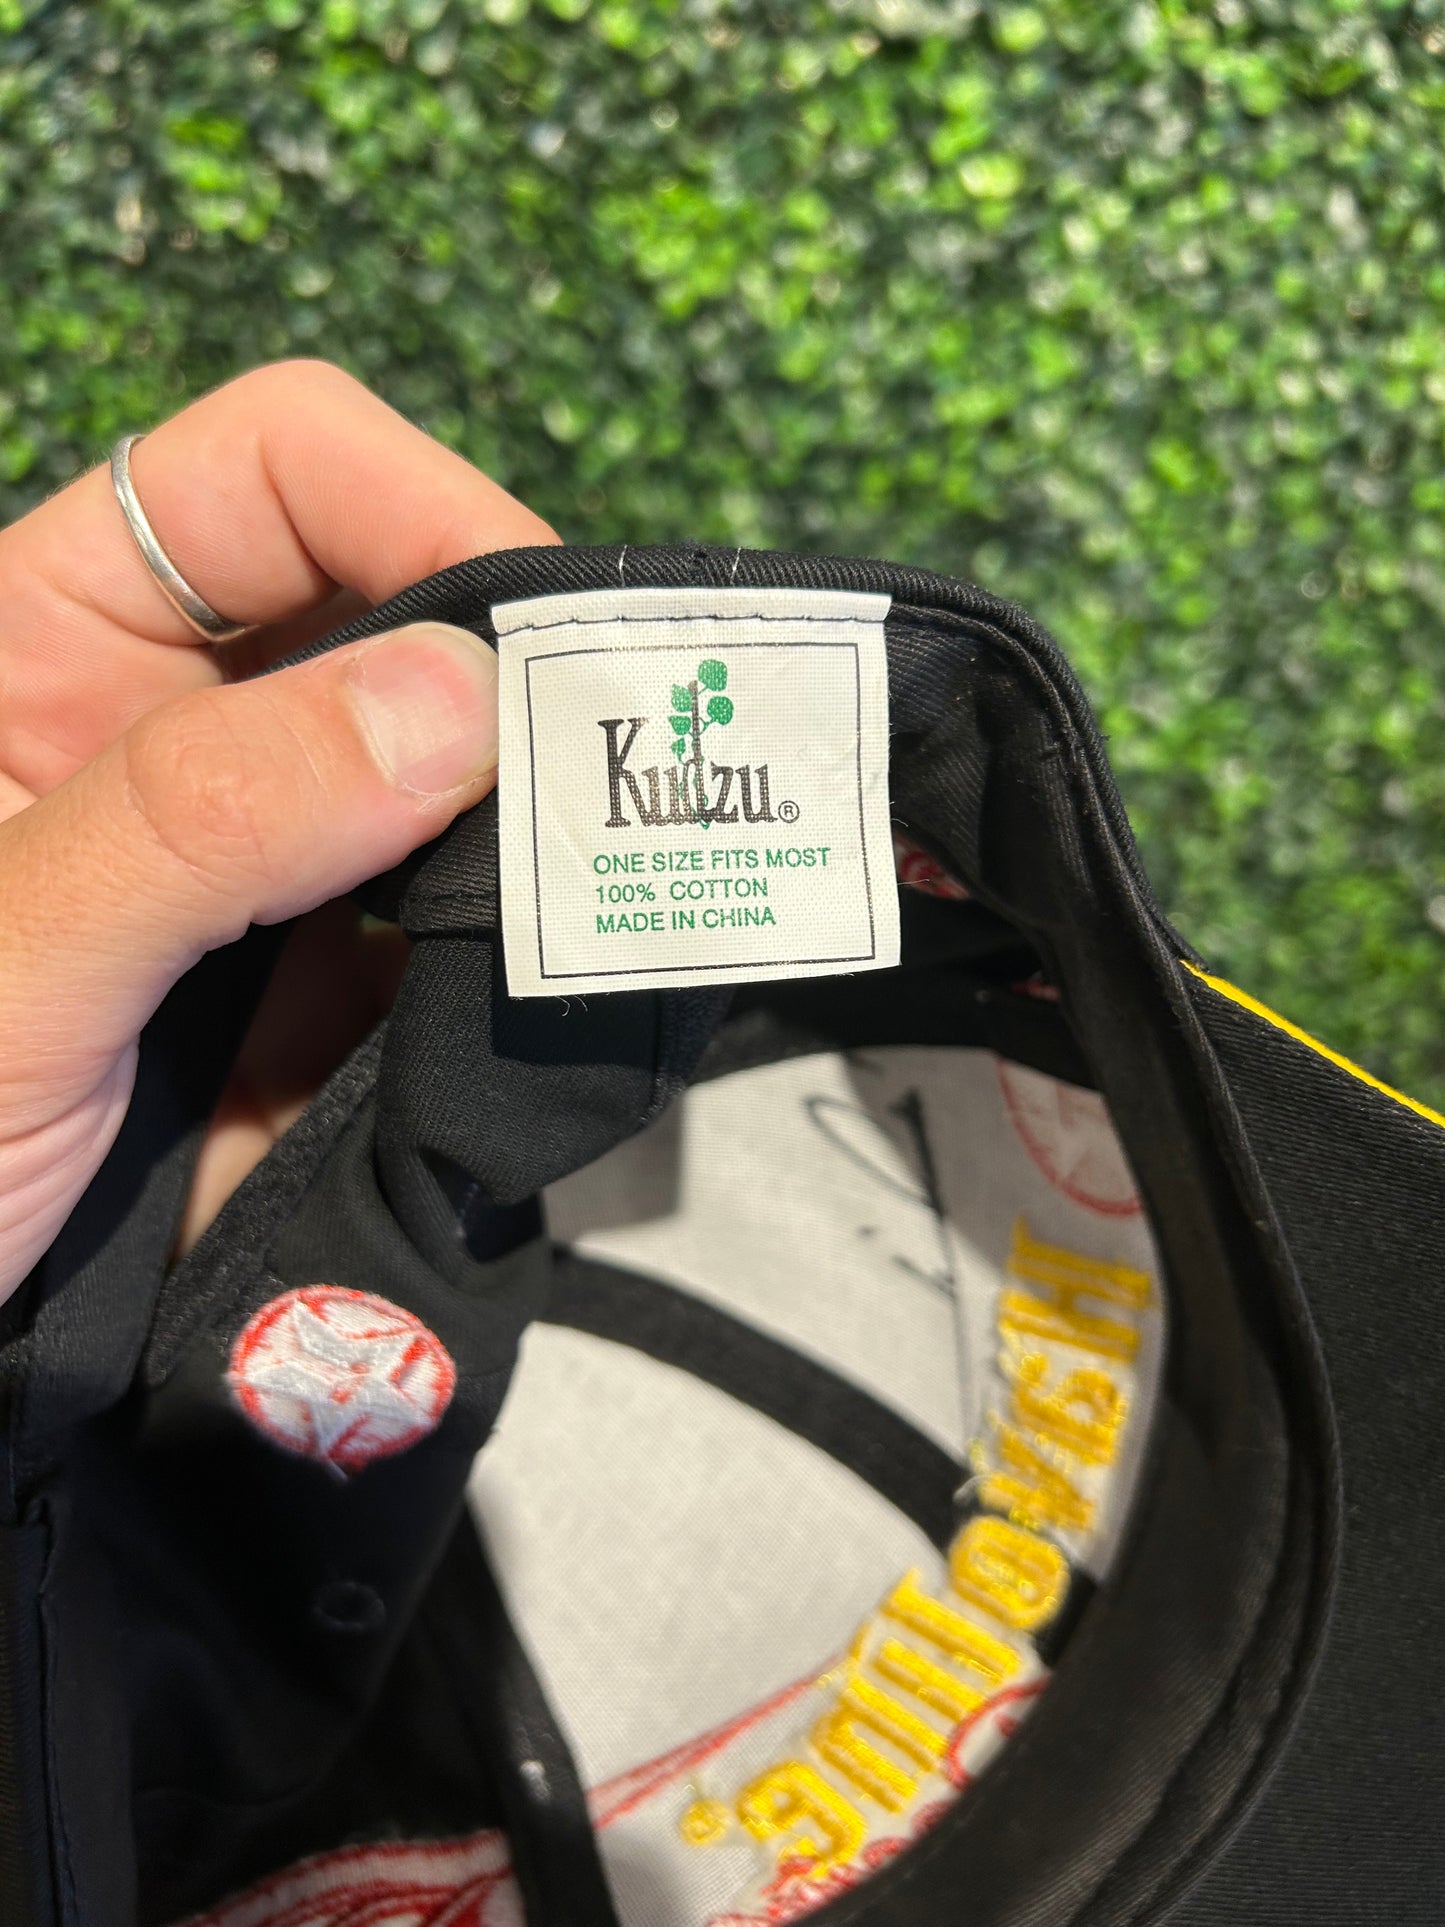 Kudzu®
ONE SIZE FITS MOST
100% COTTON
MADE IN CHINA